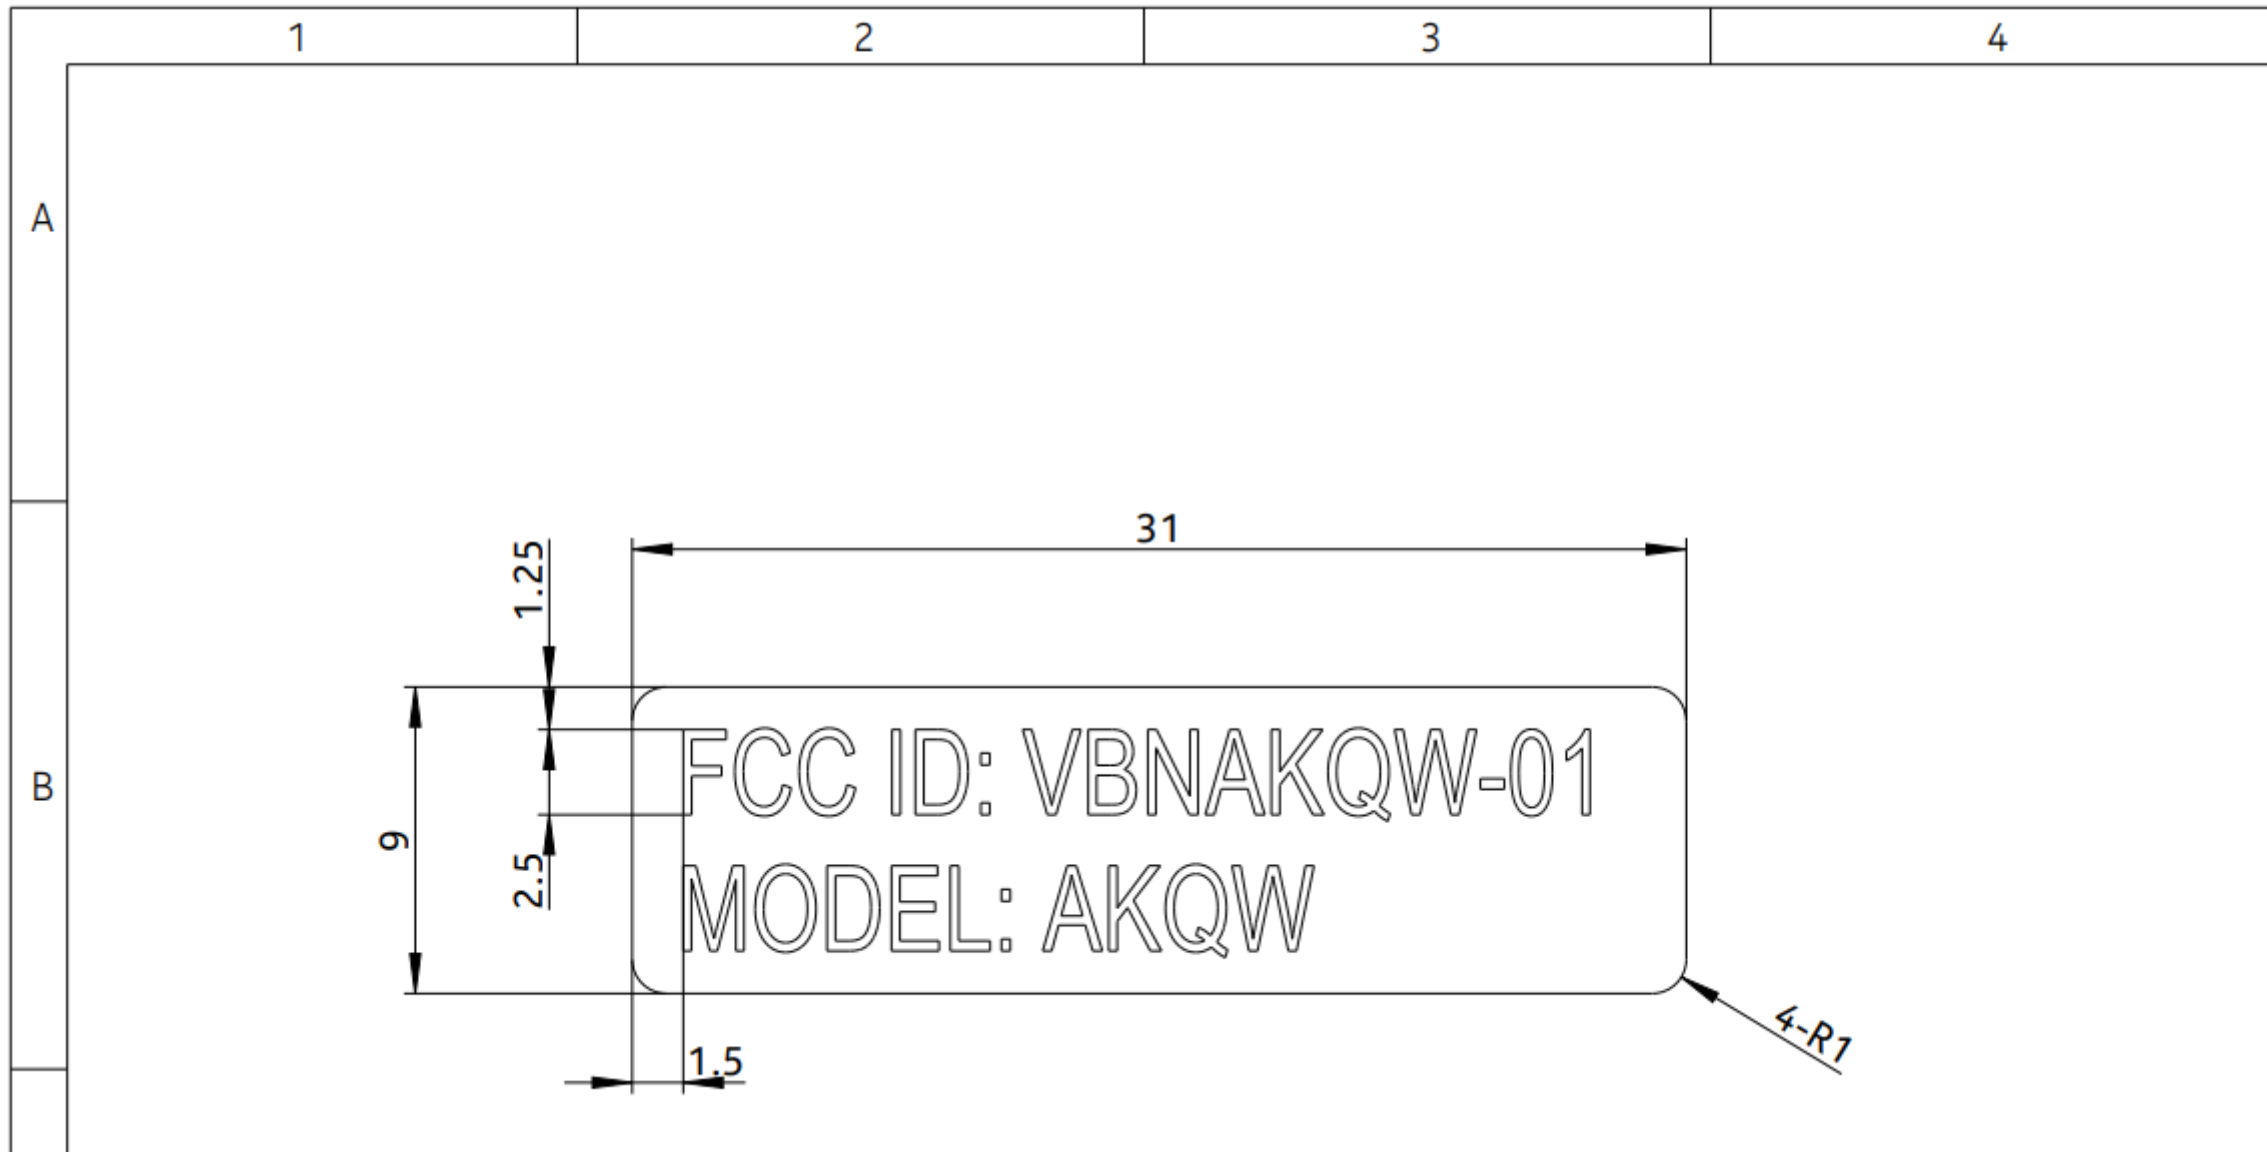 1 2 3 4
A
31
1.25
FCC ID: VBNAKQW-01
B
9
2.5
MODEL: AKQW
4-R1
1.5